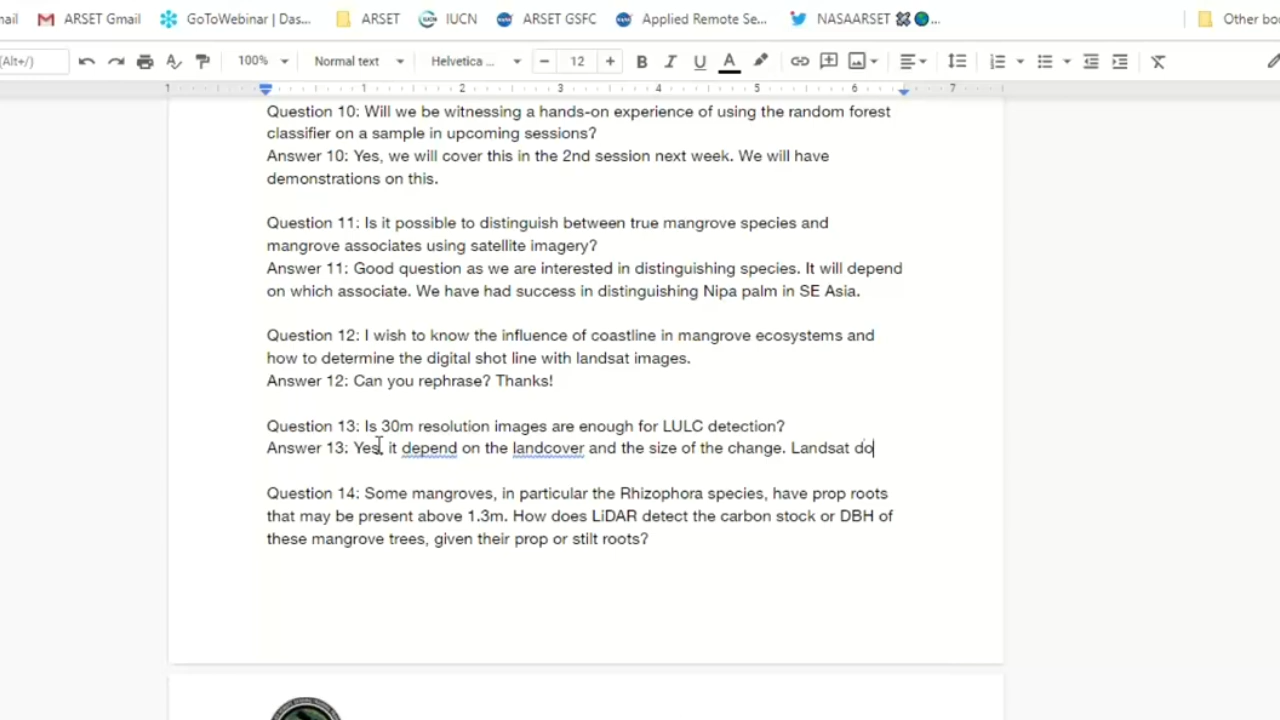 ail ARSET Gmail GoToWebinar | Das... ARSET IUCN ARSET GSFC Applied Remote Se... NASAARSET Other boo
(Alt+/) 100% Normal text Helvetica ... 12 B I U A
1 1 2 3 4 5 6 7
Question 10: Will we be witnessing a hands-on experience of using the random forest
classifier on a sample in upcoming sessions?
Answer 10: Yes, we will cover this in the 2nd session next week. We will have
demonstrations on this.
Question 11: Is it possible to distinguish between true mangrove species and
mangrove associates using satellite imagery?
Answer 11: Good question as we are interested in distinguishing species. It will depend
on which associate. We have had success in distinguishing Nipa palm in SE Asia.
Question 12: I wish to know the influence of coastline in mangrove ecosystems and
how to determine the digital shot line with landsat images.
Answer 12: Can you rephrase? Thanks!
Question 13: Is 30m resolution images are enough for LULC detection?
Answer 13: Yes, it depend on the landcover and the size of the change. Landsat do
Question 14: Some mangroves, in particular the Rhizophora species, have prop roots
that may be present above 1.3m. How does LiDAR detect the carbon stock or DBH of
these mangrove trees, given their prop or stilt roots?